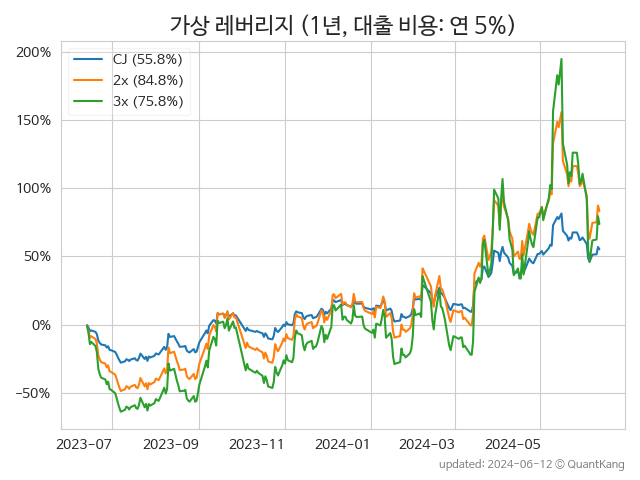 가상 레버리지 (1년, 대출 비용: 연 5%)
CJ (55.8%)
2x (84.8%)
3x (75.8%)
200%
150%
100%
50%
0%
−50%
2023-07 2023-09 2023-11 2024-01 2024-03 2024-05
updated: 2024-06-12 © QuantKang